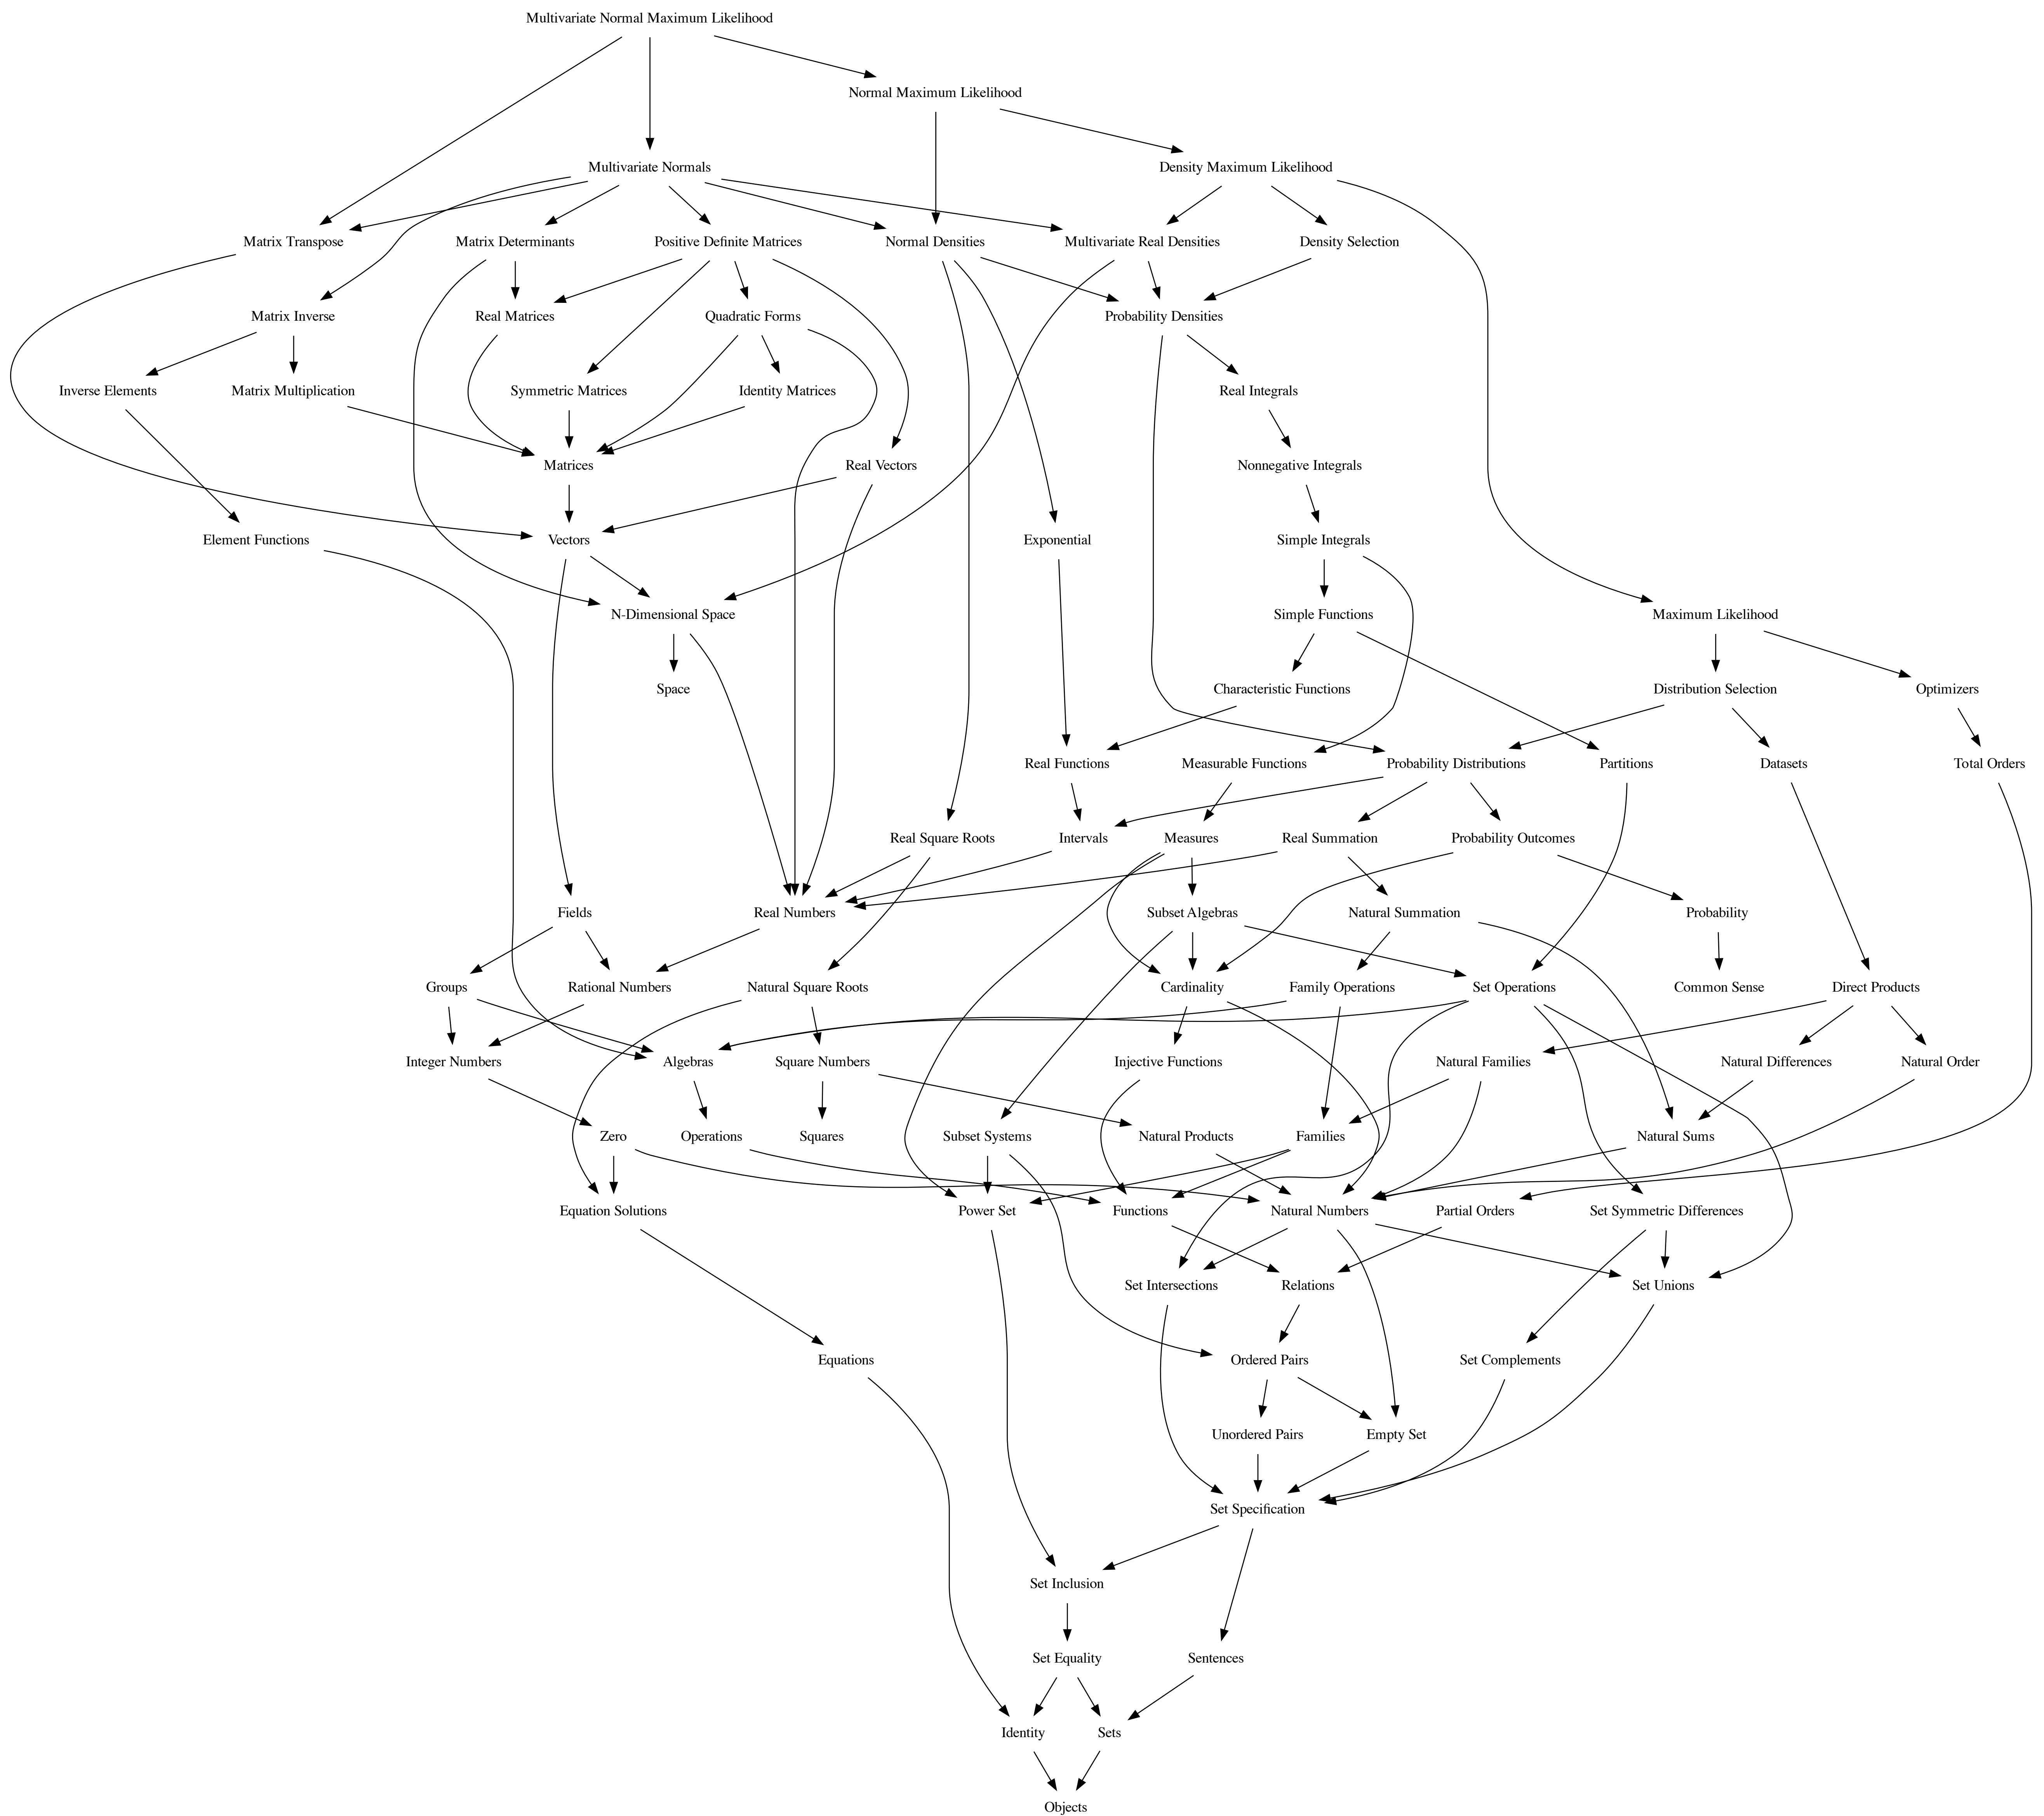 Multivariate Normal Maximum Likelihood
Normal Maximum Likelihood
Multivariate Normals
Density Maximum Likelihood
Matrix Transpose
Matrix Determinants
Positive Definite Matrices
Normal Densities
Multivariate Real Densities
Density Selection
Matrix Inverse
Real Matrices
Quadratic Forms
Probability Densities
Inverse Elements
Matrix Multiplication
Symmetric Matrices
Identity Matrices
Real Integrals
Matrices
Real Vectors
Nonnegative Integrals
Element Functions
Vectors
Exponential
Simple Integrals
N-Dimensional Space
Simple Functions
Maximum Likelihood
Space
Characteristic Functions
Distribution Selection
Optimizers
Real Functions
Measurable Functions
Probability Distributions
Partitions
Datasets
Total Orders
Real Square Roots
Intervals
Measures
Real Summation
Probability Outcomes
Fields
Real Numbers
Subset Algebras
Natural Summation
Probability
Groups
Rational Numbers
Natural Square Roots
Cardinality
Family Operations
Set Operations
Common Sense
Direct Products
Integer Numbers
Algebras
Square Numbers
Injective Functions
Natural Families
Natural Differences
Natural Order
Zero
Operations
Squares
Subset Systems
Natural Products
Families
Natural Sums
Equation Solutions
Power Set
Functions
Natural Numbers
Partial Orders
Set Symmetric Differences
Set Intersections
Relations
Set Unions
Equations
Ordered Pairs
Set Complements
Unordered Pairs
Empty Set
Set Specification
Set Inclusion
Set Equality
Sentences
Identity
Sets
Objects